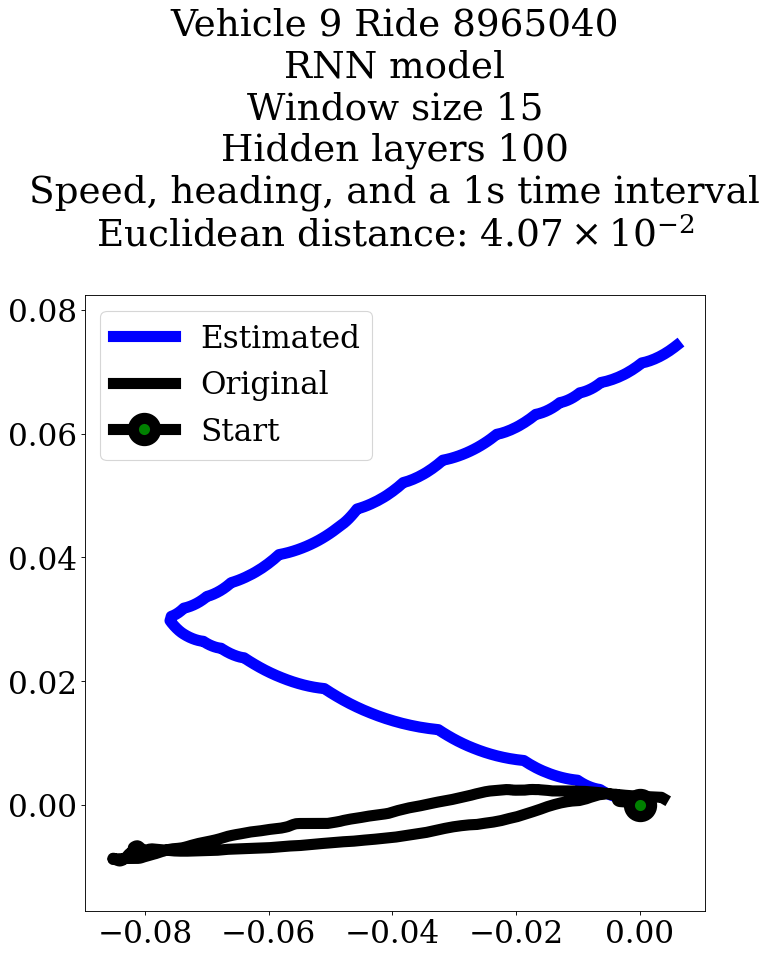 Vehicle 9 Ride 8965040
RNN model
Window size 15
Hidden layers 100
Speed, heading, and a 1s time interval
Euclidean distance: 4.07 × 10⁻²
Estimated
Original
Start
0.08
0.06
0.04
0.02
0.00
−0.08 −0.06 −0.04 −0.02 0.00